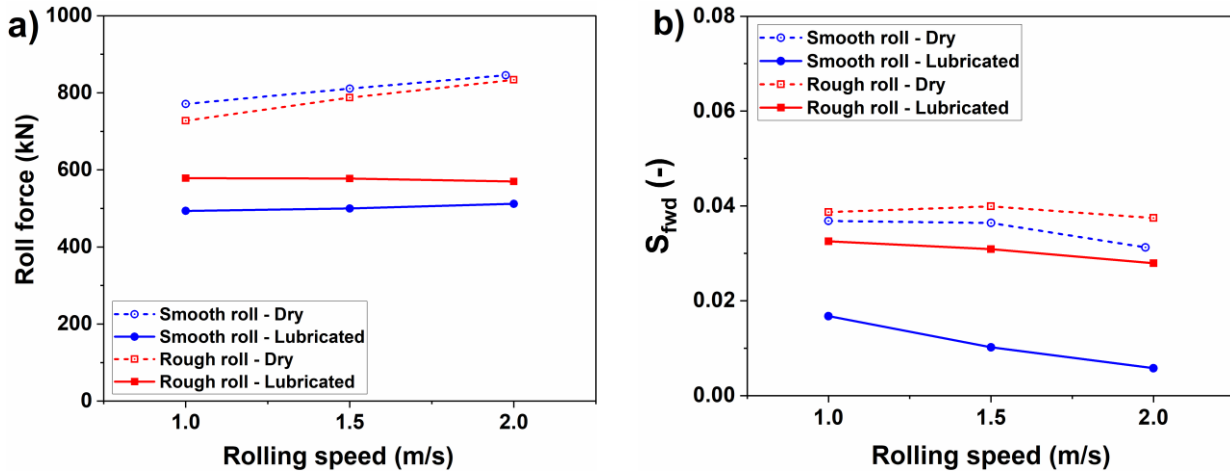 a)
1000
800
600
400
200
0
Roll force (kN)
Smooth roll - Dry
Smooth roll - Lubricated
Rough roll - Dry
Rough roll - Lubricated
1.0 1.5 2.0
Rolling speed (m/s)
b)
0.08
0.06
0.04
0.02
0.00
Sfwd (-)
Smooth roll - Dry
Smooth roll - Lubricated
Rough roll - Dry
Rough roll - Lubricated
1.0 1.5 2.0
Rolling speed (m/s)